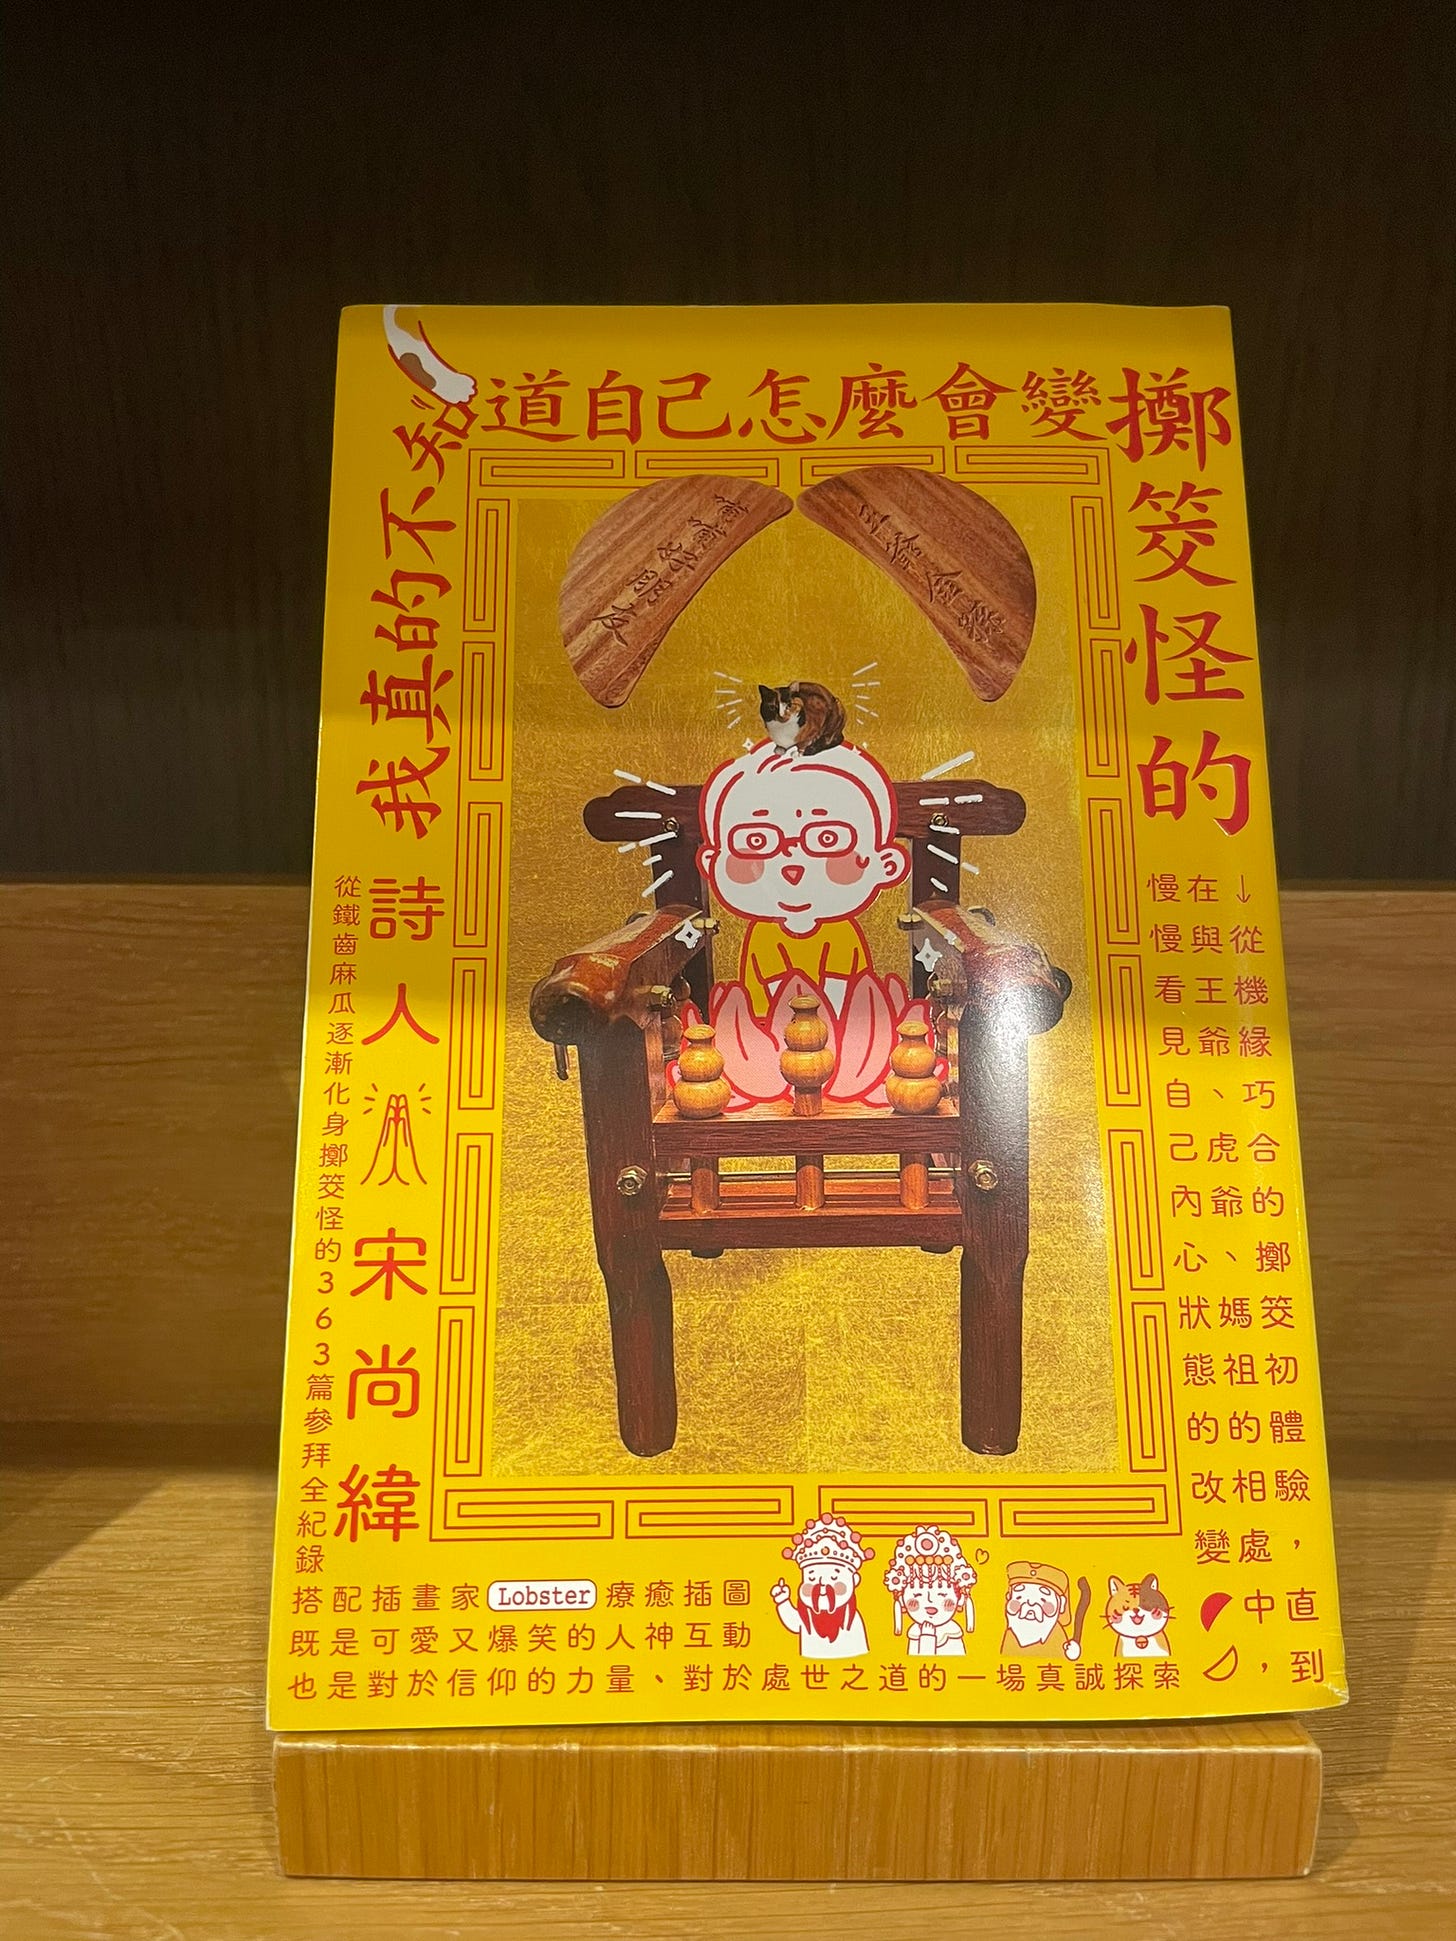 我真的不知道自己怎麼會變擲筊怪的
↓從機緣巧合的擲筊初體驗，直到
在與王爺、虎爺、媽祖的相處中，
慢慢看見自己內心狀態的改變
詩人宋尚緯
從鐵齒麻瓜逐漸化身擲筊怪的363篇參拜全紀錄
搭配插畫家Lobster療癒插圖
既是可愛又爆笑的人神互動
也是對於信仰的力量、對於處世之道的一場真誠探索